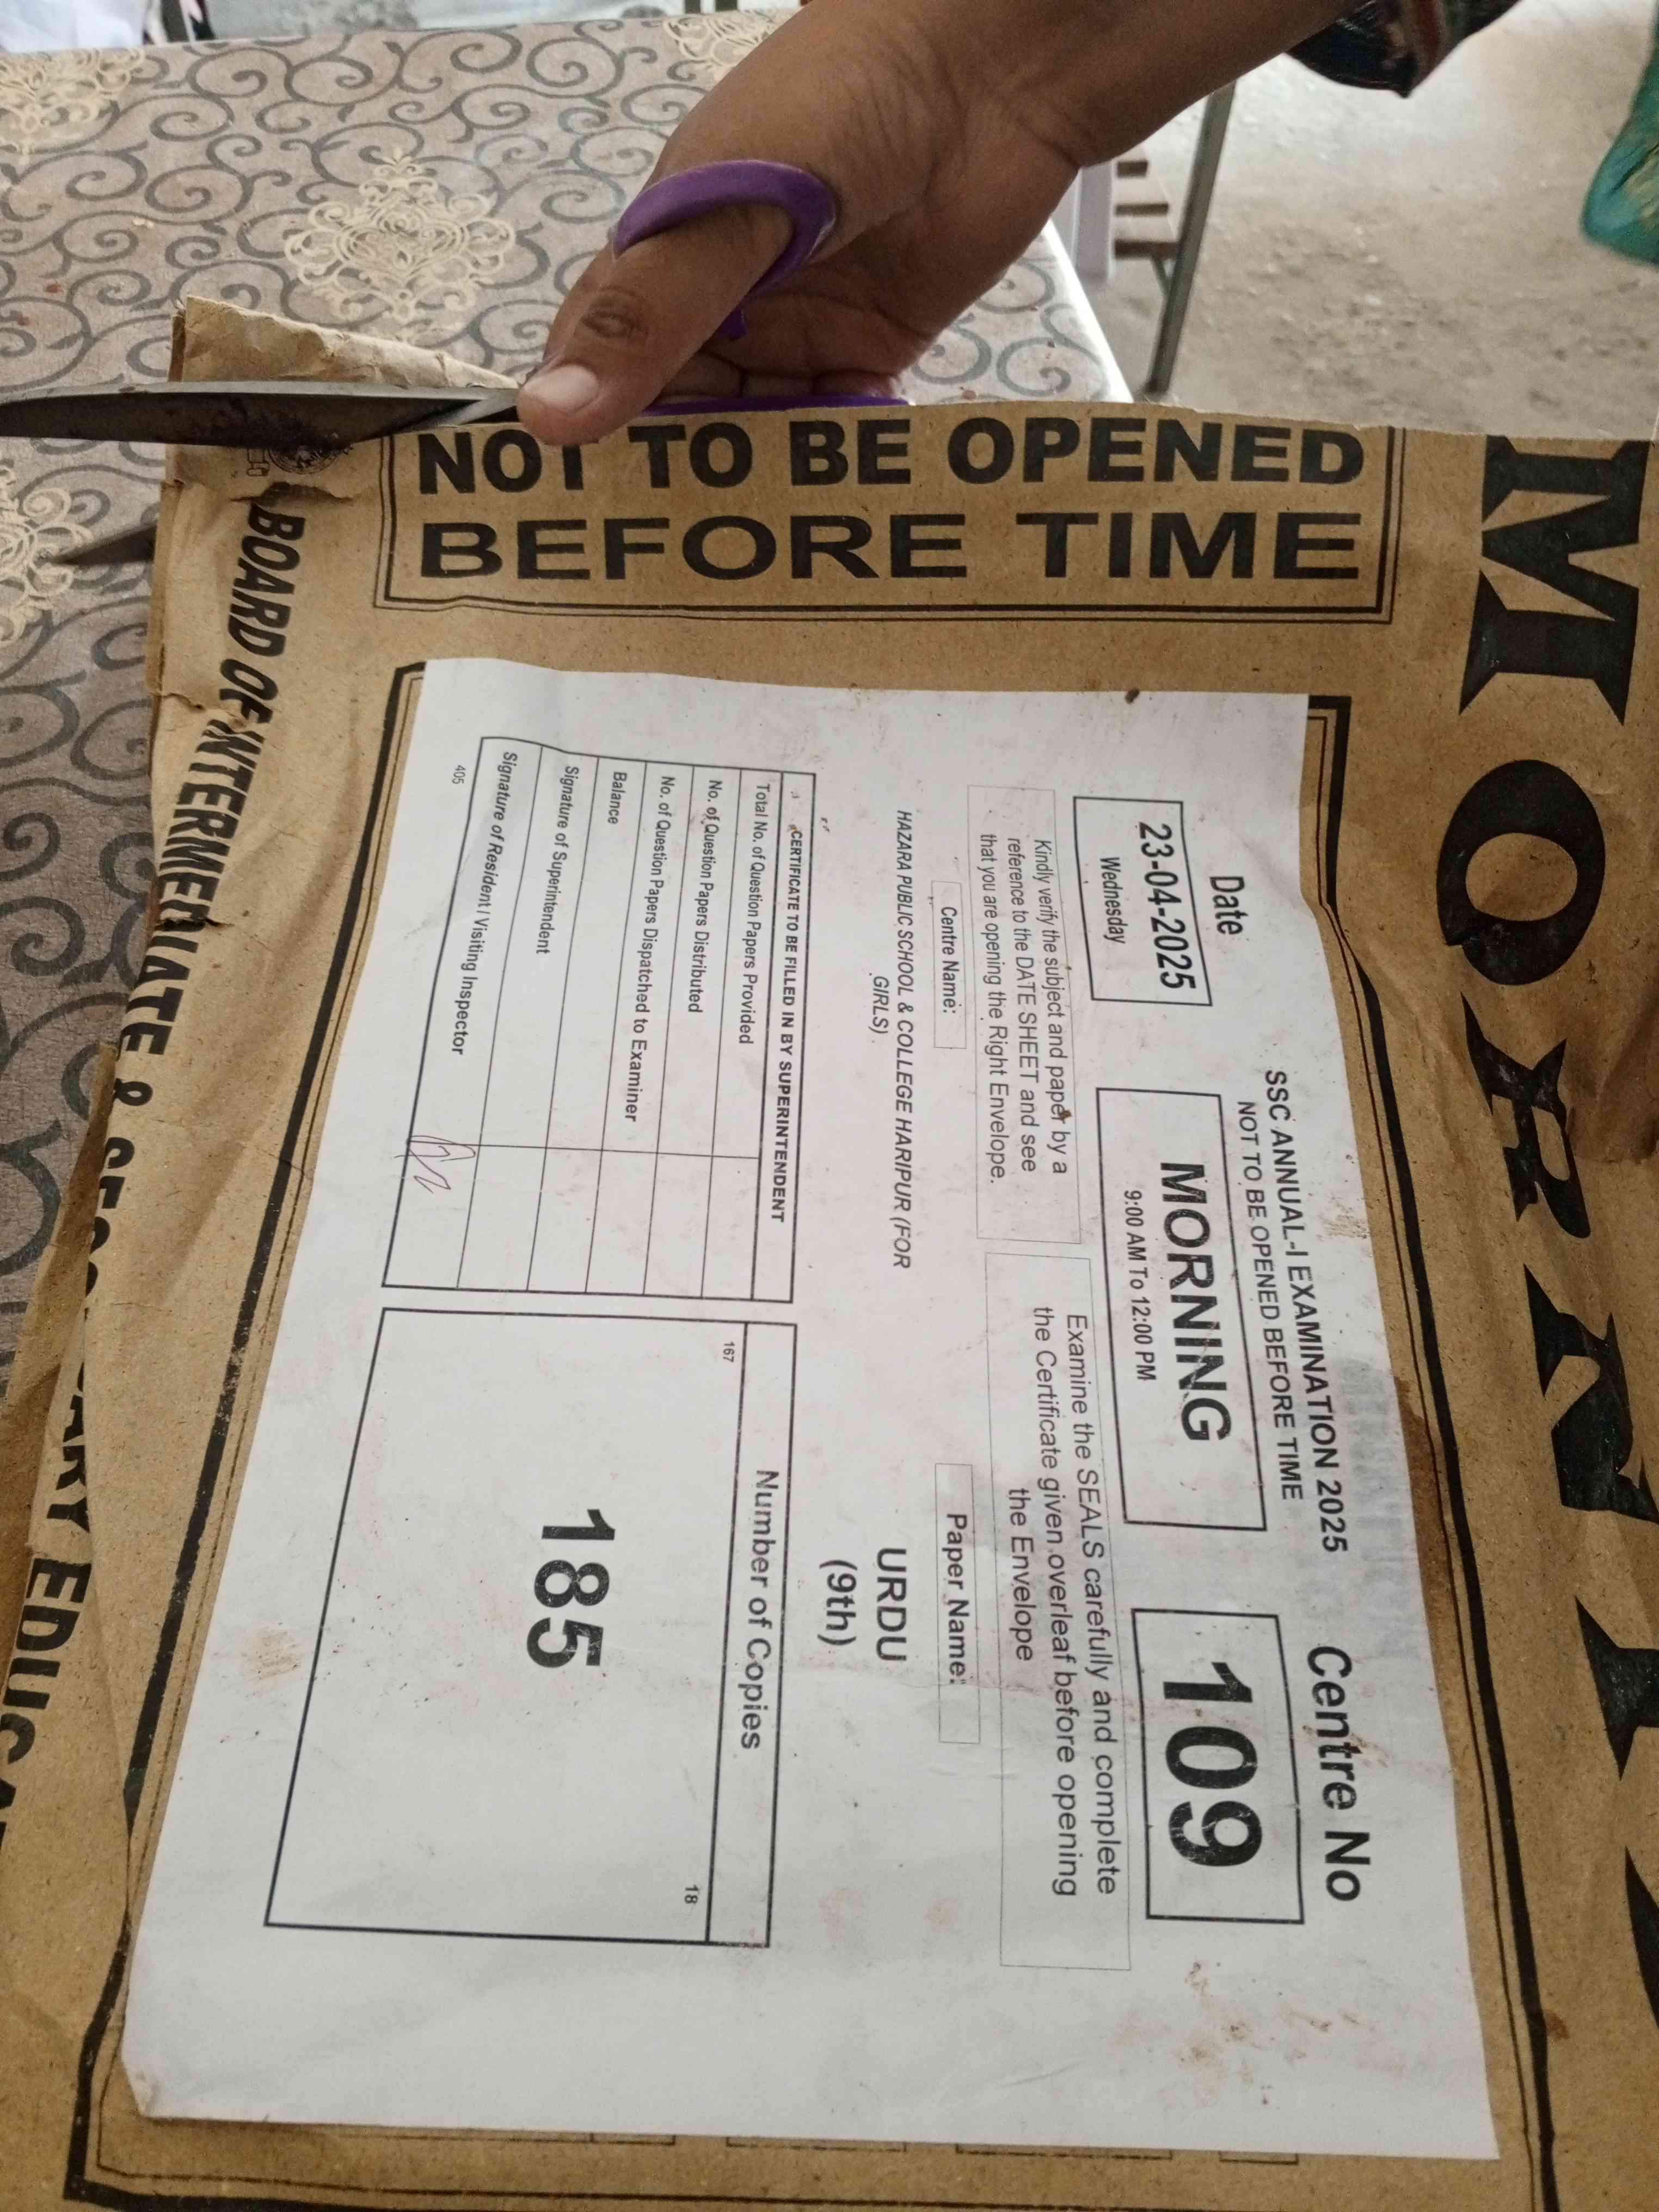 MORNI
NOT TO BE OPENED
BEFORE TIME
SSC ANNUAL-I EXAMINATION 2025
NOT TO BE OPENED BEFORE TIME
Date
23-04-2025
Wednesday
MORNING
9:00 AM To 12:00 PM
Centre No
109
Kindly verify the subject and paper by a
reference to the DATE SHEET and see
that you are opening the Right Envelope.
Examine the SEALS carefully and complete
the Certificate given overleaf before opening
the Envelope
Centre Name:
HAZARA PUBLIC SCHOOL & COLLEGE HARIPUR (FOR
GIRLS)
Paper Name:
URDU
(9th)
CERTIFICATE TO BE FILLED IN BY SUPERINTENDENT
Total No. of Question Papers Provided
No. of Question Papers Distributed
No. of Question Papers Dispatched to Examiner
Balance
Signature of Superintendent
Signature of Resident / Visiting Inspector
405
Number of Copies
167
18
185
BOARD OF INTERMEDIATE &